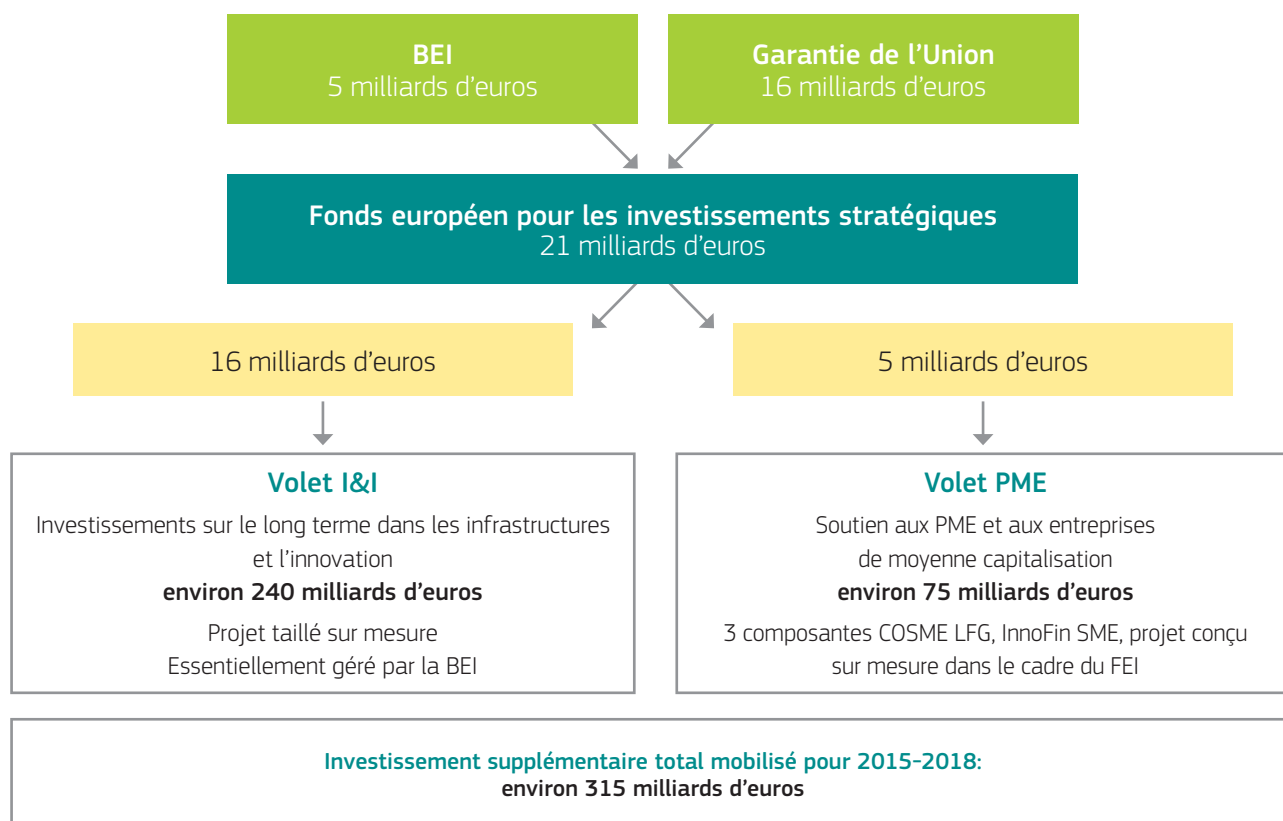 BEI
5 milliards d’euros
Garantie de l’Union
16 milliards d’euros
Fonds européen pour les investissements stratégiques
21 milliards d’euros
16 milliards d’euros
5 milliards d’euros
Volet I&I
Investissements sur le long terme dans les infrastructures
et l’innovation
environ 240 milliards d’euros
Projet taillé sur mesure
Essentiellement géré par la BEI
Volet PME
Soutien aux PME et aux entreprises
de moyenne capitalisation
environ 75 milliards d’euros
3 composantes COSME LFG, InnoFin SME, projet conçu
sur mesure dans le cadre du FEI
Investissement supplémentaire total mobilisé pour 2015-2018:
environ 315 milliards d’euros